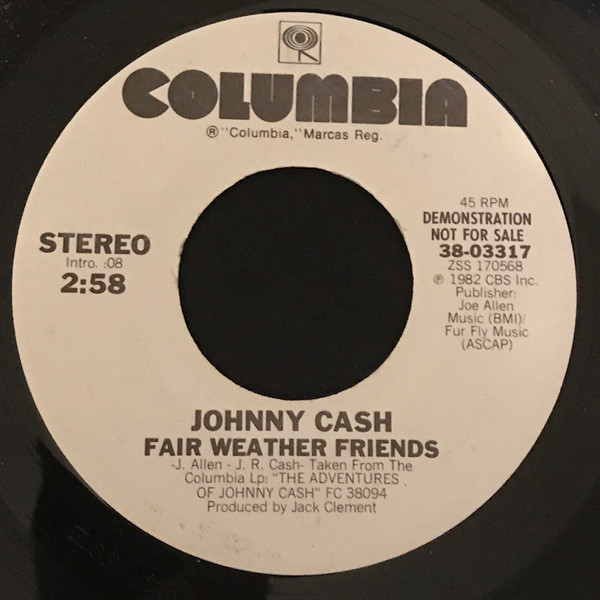 COLUMBIA
®"Columbia," Marcas Reg.
STEREO
Intro. :08
2:58
45 RPM
DEMONSTRATION
NOT FOR SALE
38-03317
ZSS 170568
℗ 1982 CBS Inc.
Publisher:
Joe Allen
Music (BMI)/
Fur Fly Music
(ASCAP)
JOHNNY CASH
FAIR WEATHER FRIENDS
-J. Allen - J. R. Cash- Taken From The
Columbia Lp: "THE ADVENTURES
OF JOHNNY CASH" FC 38094
Produced by Jack Clement